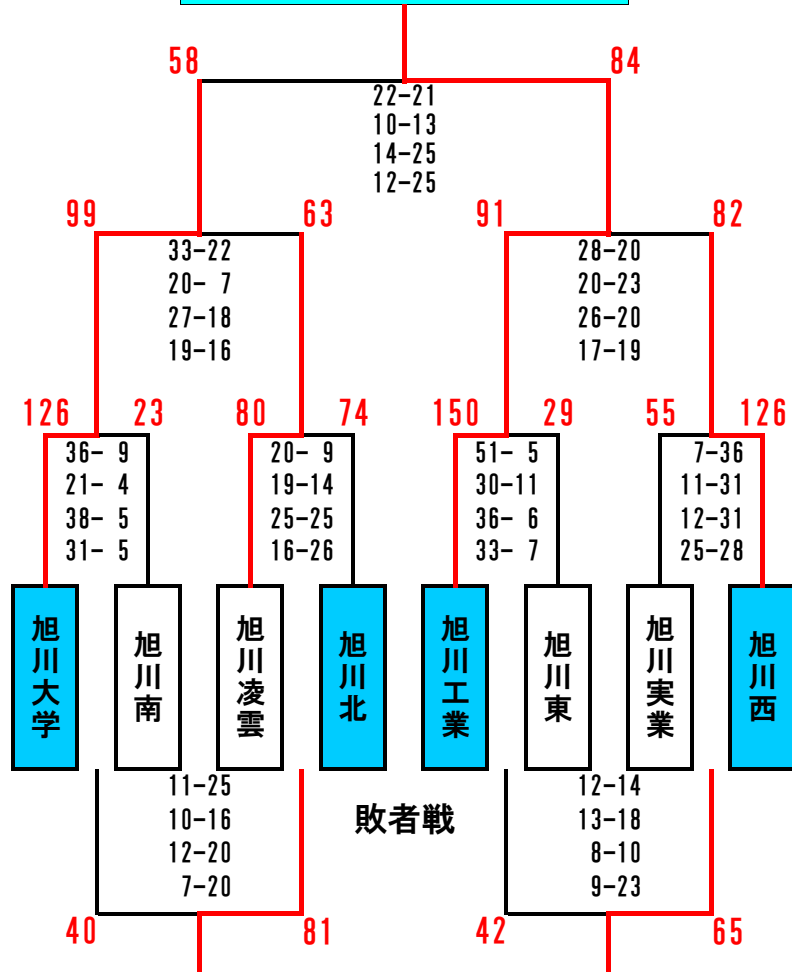 58 84
22-21
10-13
14-25
12-25
99 63 91 82
33-22 28-20
20- 7 20-23
27-18 26-20
19-16 17-19
126 23 80 74 150 29 55 126
36- 9 20- 9 51- 5 7-36
21- 4 19-14 30-11 11-31
38- 5 25-25 36- 6 12-31
31- 5 16-26 33- 7 25-28
旭川大学
旭川南
旭川凌雲
旭川北
旭川工業
旭川東
旭川実業
旭川西
11-25 12-14
10-16 13-18
12-20 8-10
7-20 9-23
敗者戦
40 81 42 65